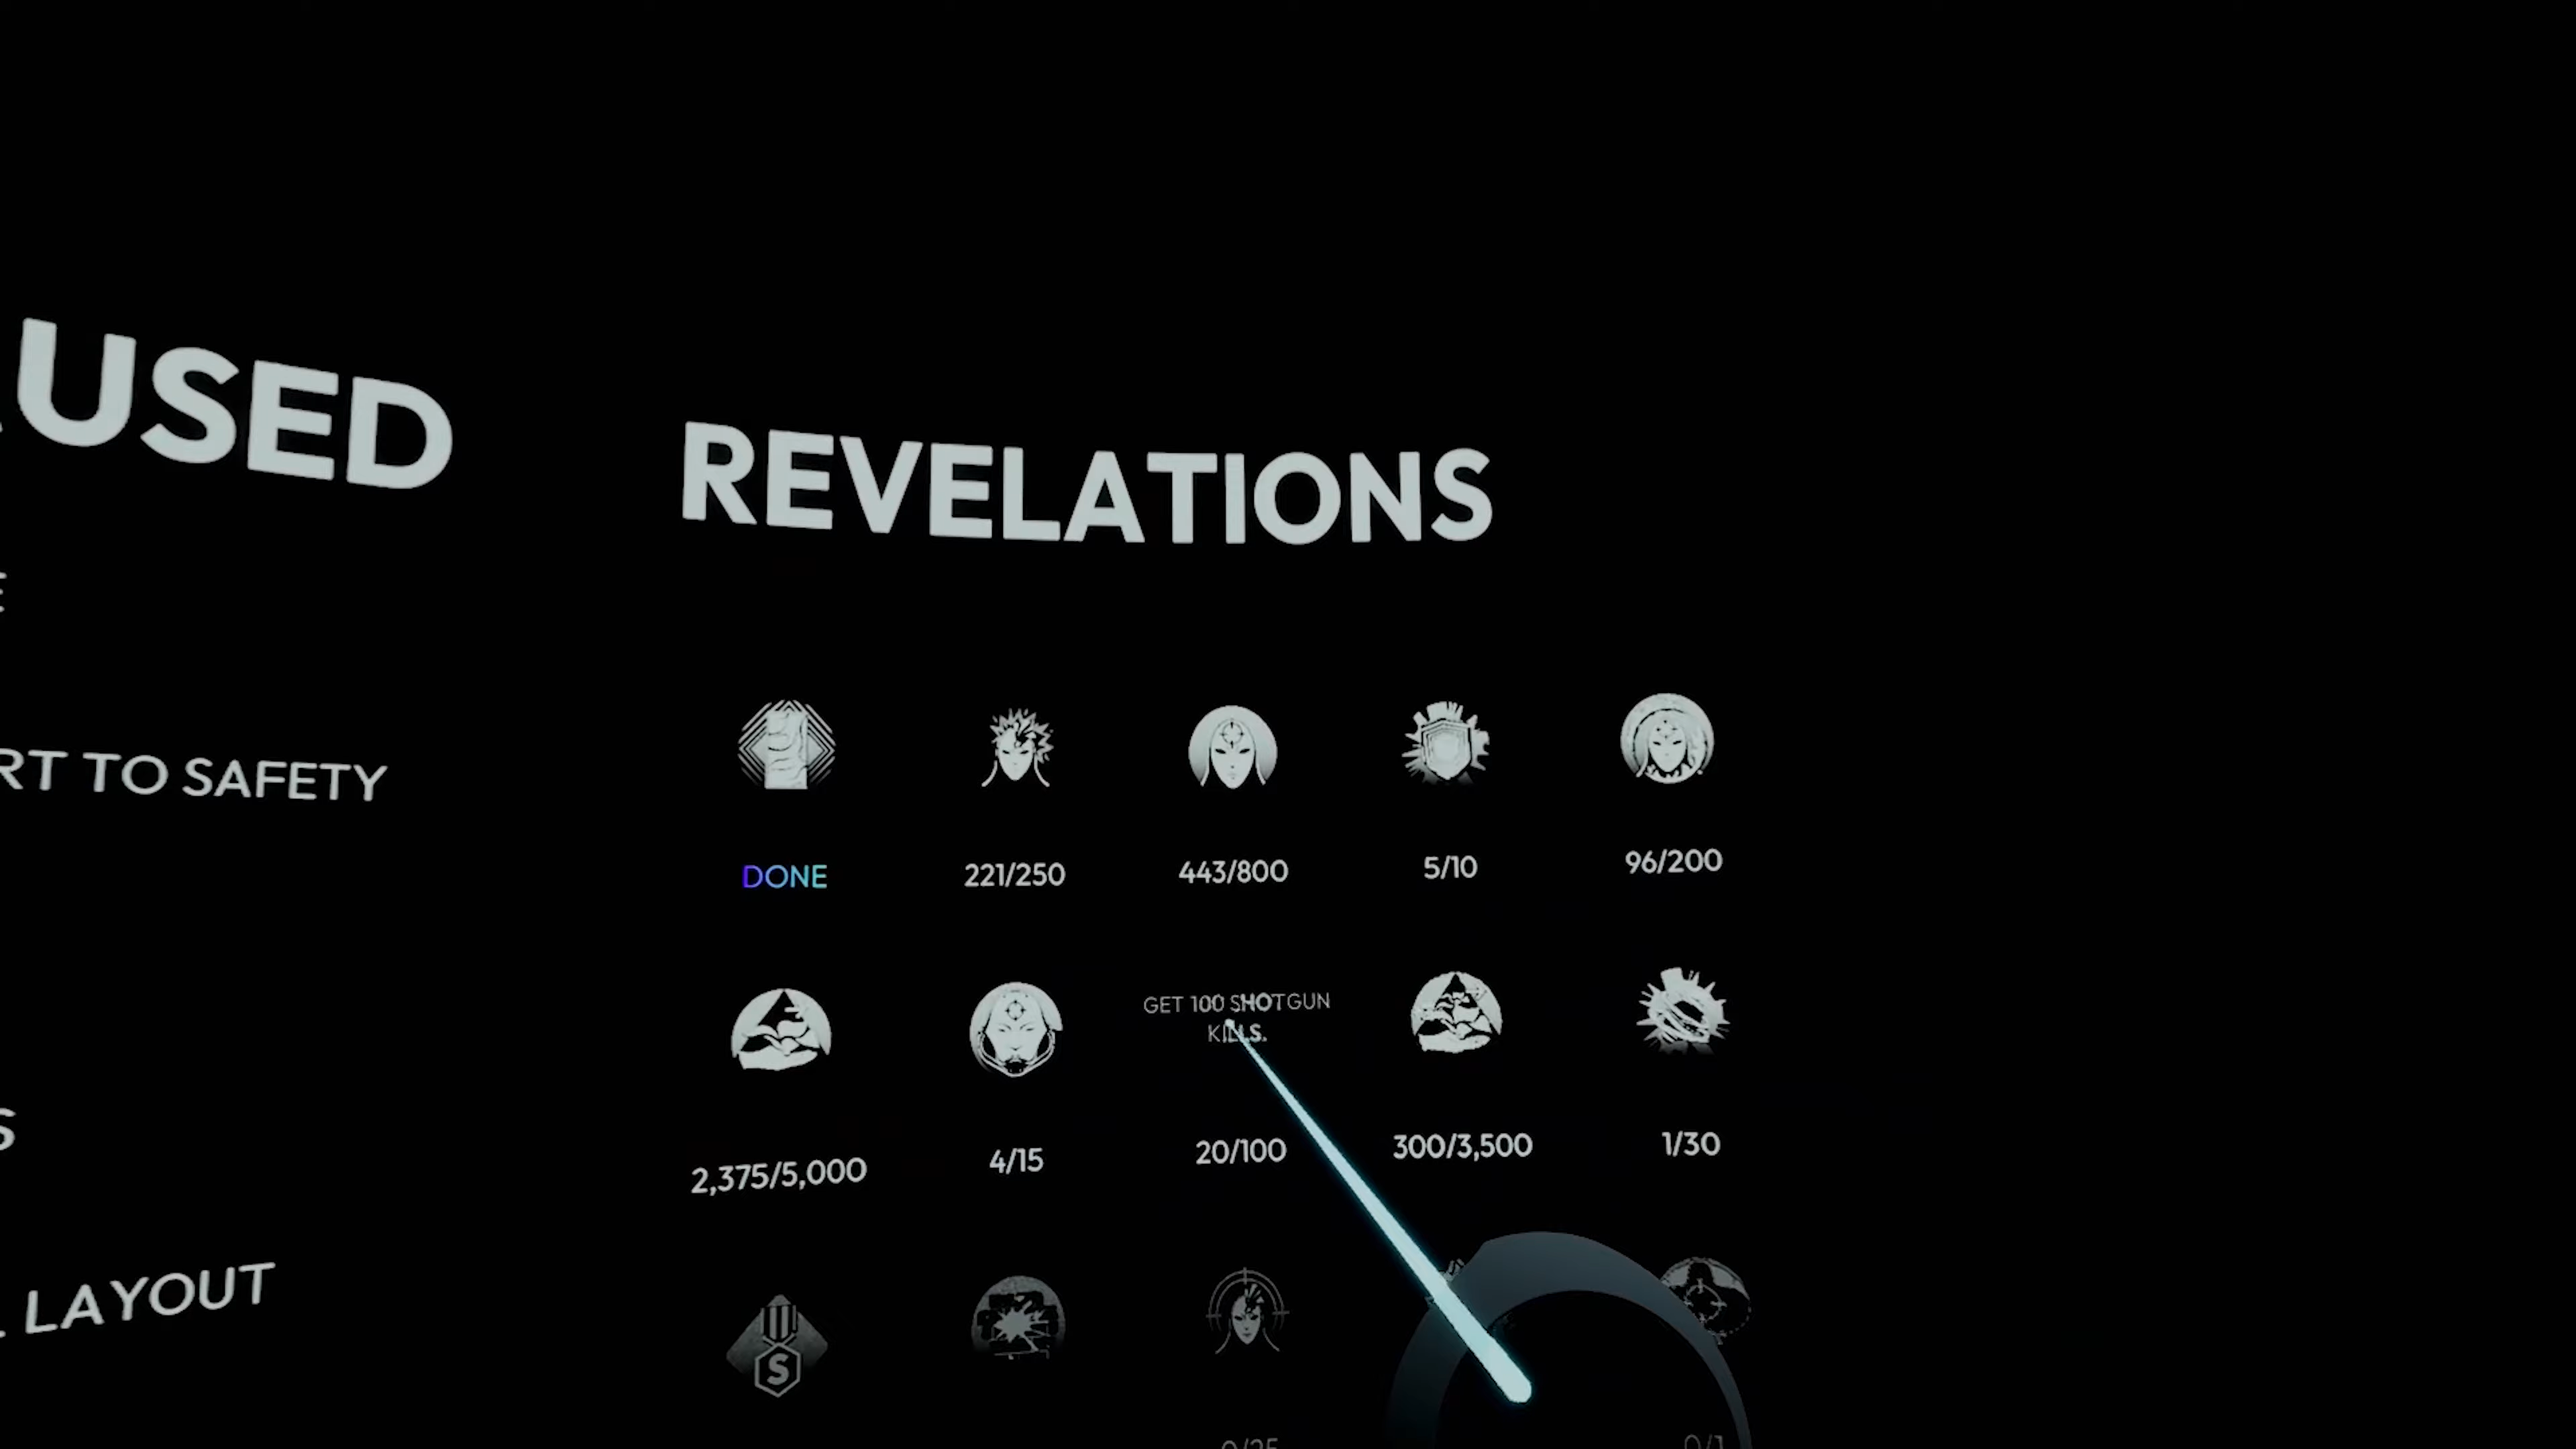 USED
REVELATIONS
RT TO SAFETY
DONE
221/250
443/800
5/10
96/200
GET 100 SHOTGUN
KILLS.
2,375/5,000
4/15
20/100
300/3,500
1/30
LAYOUT
S